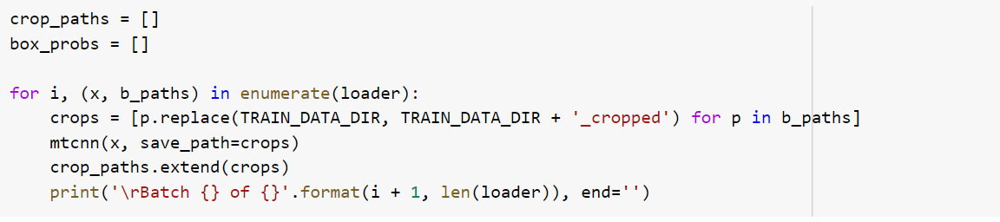 crop_paths = []
box_probs = []
for i, (x, b_paths) in enumerate(loader):
    crops = [p.replace(TRAIN_DATA_DIR, TRAIN_DATA_DIR + '_cropped') for p in b_paths]
    mtcnn(x, save_path=crops)
    crop_paths.extend(crops)
    print('\rBatch {} of {}'.format(i + 1, len(loader)), end='')